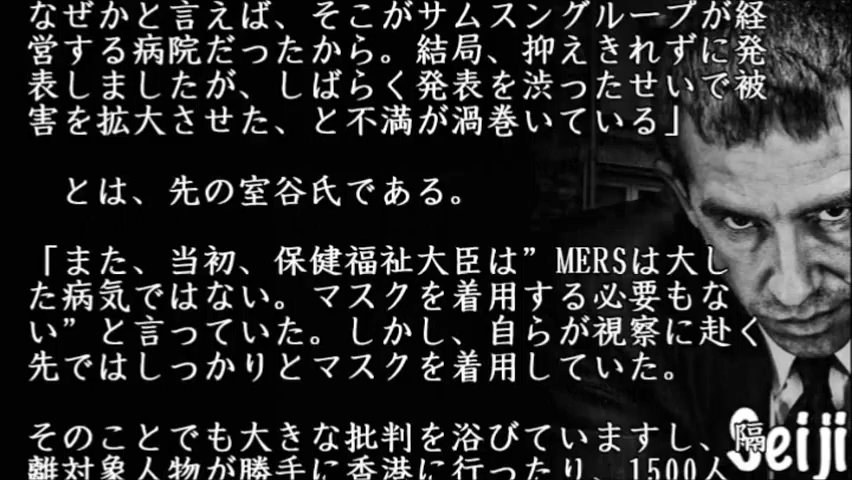 なぜかと言えば、そこがサムスングループが経
営する病院だったから。結局、抑えきれずに発
表しましたが、しばらく発表を渋ったせいで被
害を拡大させた、と不満が渦巻いている」
とは、先の室谷氏である。
「また、当初、保健福祉大臣は”MERSは大し
た病気ではない。マスクを着用する必要もな
い”と言っていた。しかし、自らが視察に赴く
先ではしっかりとマスクを着用していた。
そのことでも大きな批判を浴びていますし、隔
離対象人物が勝手に香港に行ったり、1500人
Seiji